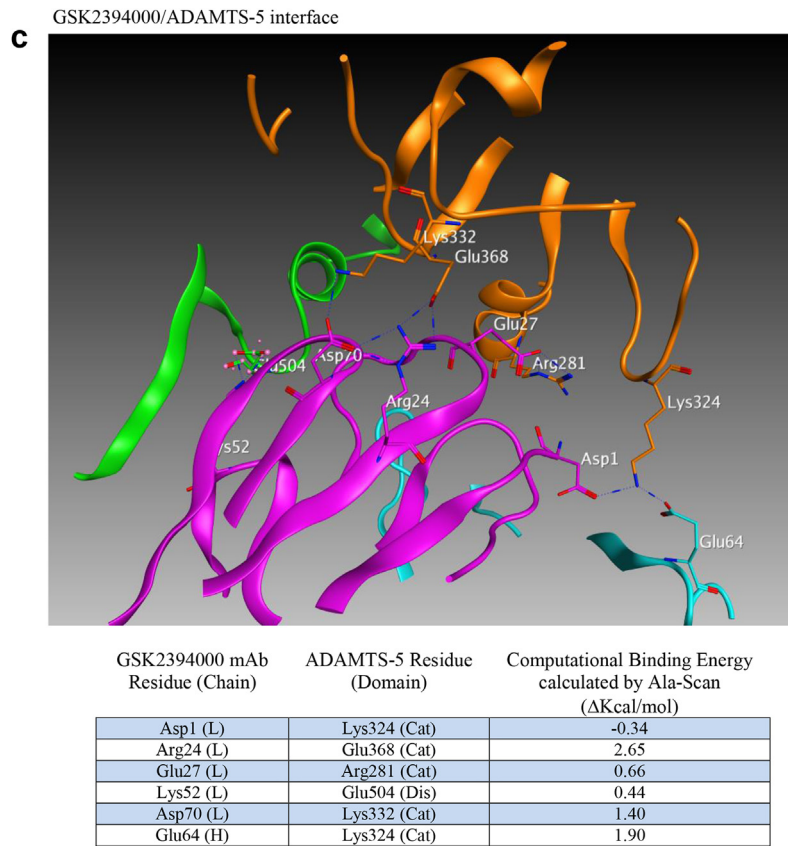 GSK2394000/ADAMTS-5 interface
c
Lys332
Glu368
Glu27
Asp70
Arg281
Arg24
Lys324
Asp1
Glu64
GSK2394000 mAb Residue (Chain) ADAMTS-5 Residue (Domain) Computational Binding Energy calculated by Ala-Scan (ΔKcal/mol)
Asp1 (L) Lys324 (Cat) -0.34
Arg24 (L) Glu368 (Cat) 2.65
Glu27 (L) Arg281 (Cat) 0.66
Lys52 (L) Glu504 (Dis) 0.44
Asp70 (L) Lys332 (Cat) 1.40
Glu64 (H) Lys324 (Cat) 1.90